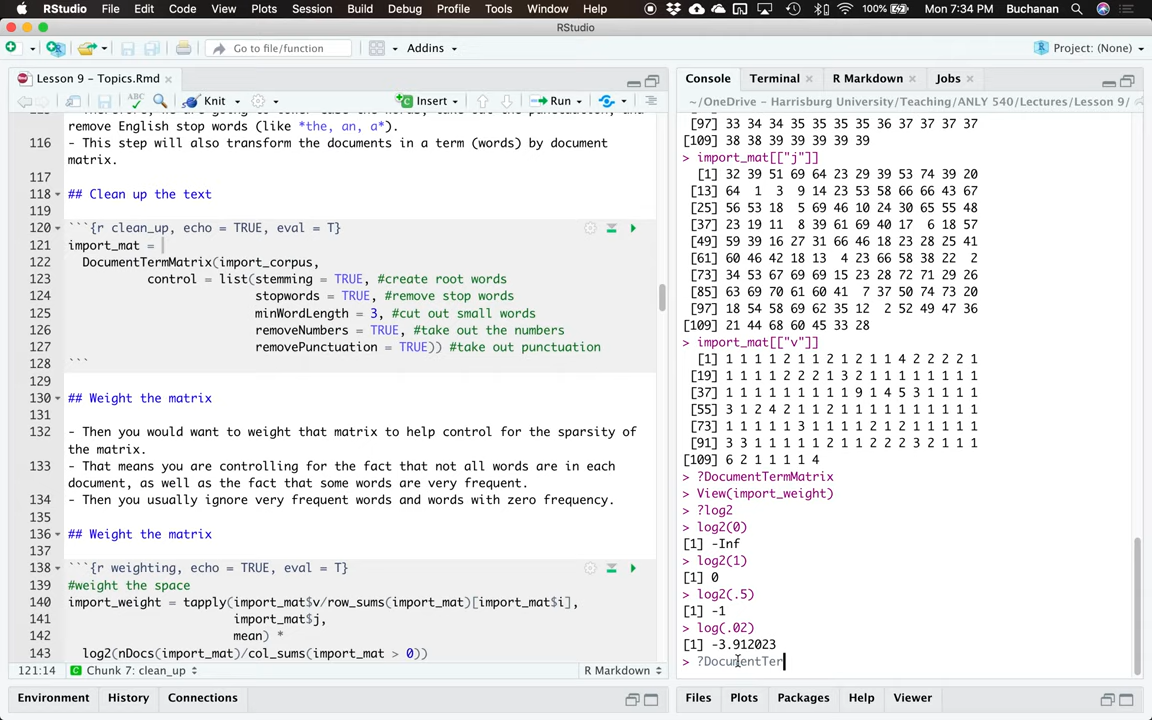 RStudio File Edit Code View Plots Session Build Debug Profile Tools Window Help 100% Mon 7:34 PM Buchanan
RStudio
Go to file/function Addins Project: (None)
Lesson 9 - Topics.Rmd
Knit Insert Run
remove English stop words (like *the, an, a*).
116 - This step will also transform the documents in a term (words) by document
matrix.
117
118 ## Clean up the text
119
120 ```{r clean_up, echo = TRUE, eval = T}
121 import_mat =
122 DocumentTermMatrix(import_corpus,
123 control = list(stemming = TRUE, #create root words
124 stopwords = TRUE, #remove stop words
125 minWordLength = 3, #cut out small words
126 removeNumbers = TRUE, #take out the numbers
127 removePunctuation = TRUE)) #take out punctuation
128 ```
129
130 ## Weight the matrix
131
132 - Then you would want to weight that matrix to help control for the sparsity of
the matrix.
133 - That means you are controlling for the fact that not all words are in each
document, as well as the fact that some words are very frequent.
134 - Then you usually ignore very frequent words and words with zero frequency.
135
136 ## Weight the matrix
137
138 ```{r weighting, echo = TRUE, eval = T}
139 #weight the space
140 import_weight = tapply(import_mat$v/row_sums(import_mat)[import_mat$i],
141 import_mat$j,
142 mean) *
143 log2(nDocs(import_mat)/col_sums(import_mat > 0))
121:14 Chunk 7: clean_up R Markdown
Environment History Connections
Console Terminal R Markdown Jobs
~/OneDrive - Harrisburg University/Teaching/ANLY 540/Lectures/Lesson 9/
[97] 33 34 34 35 35 35 35 36 37 37 37 37
[109] 38 38 39 39 39 39 39
> import_mat[["j"]]
[1] 32 39 51 69 64 23 29 39 53 74 39 20
[13] 64 1 3 9 14 23 53 58 66 66 43 67
[25] 56 53 18 5 69 46 10 24 30 65 55 48
[37] 23 19 11 8 39 61 69 40 17 6 18 57
[49] 59 39 16 27 31 66 46 18 23 28 25 41
[61] 60 46 42 18 13 4 23 66 58 38 22 2
[73] 34 53 67 69 69 15 23 28 72 71 29 26
[85] 63 69 70 61 60 41 7 37 50 74 73 20
[97] 18 54 58 69 62 35 12 2 52 49 47 36
[109] 21 44 68 60 45 33 28
> import_mat[["v"]]
[1] 1 1 1 1 2 1 1 2 1 2 1 1 4 2 2 2 2 1
[19] 1 1 1 1 2 2 2 1 3 2 1 1 1 1 1 1 1 1
[37] 1 1 1 1 1 1 1 1 1 9 1 4 5 3 1 1 1 1
[55] 3 1 2 4 2 1 1 2 1 1 1 1 1 1 1 1 1 1
[73] 1 1 1 1 1 3 1 1 1 1 2 1 2 1 1 1 1 1
[91] 3 3 1 1 1 1 1 2 1 1 2 2 2 3 2 1 1 1
[109] 6 2 1 1 1 1 4
> ?DocumentTermMatrix
> View(import_weight)
> ?log2
> log2(0)
[1] -Inf
> log2(1)
[1] 0
> log2(.5)
[1] -1
> log(.02)
[1] -3.912023
> ?DocumentTer
Files Plots Packages Help Viewer